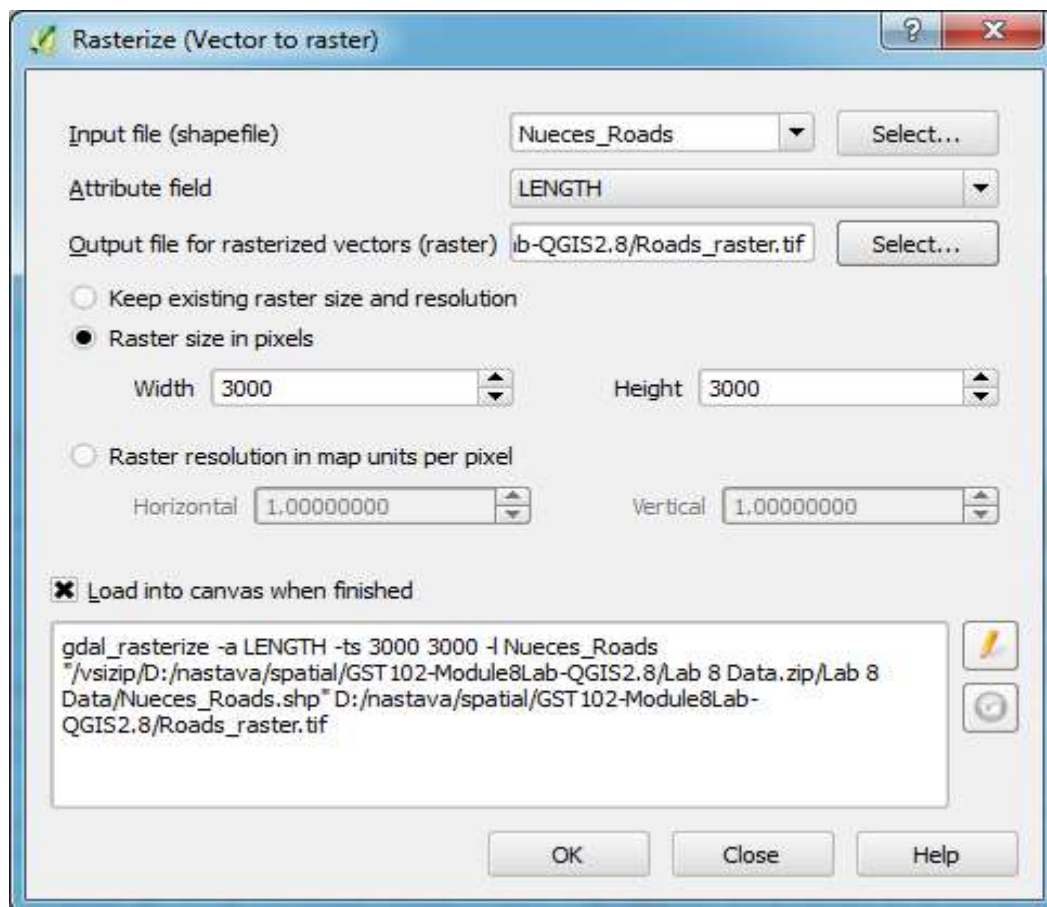 Rasterize (Vector to raster)
Input file (shapefile) Nueces_Roads Select...
Attribute field LENGTH
Output file for rasterized vectors (raster) ab-QGIS2.8/Roads_raster.tif Select...
Keep existing raster size and resolution
Raster size in pixels
Width 3000 Height 3000
Raster resolution in map units per pixel
Horizontal 1.00000000 Vertical 1.00000000
Load into canvas when finished
gdal_rasterize -a LENGTH -ts 3000 3000 -l Nueces_Roads
"/vsizip/D:/nastava/spatial/GST102-Module8Lab-QGIS2.8/Lab 8 Data.zip/Lab 8
Data/Nueces_Roads.shp" D:/nastava/spatial/GST102-Module8Lab-
QGIS2.8/Roads_raster.tif
OK Close Help